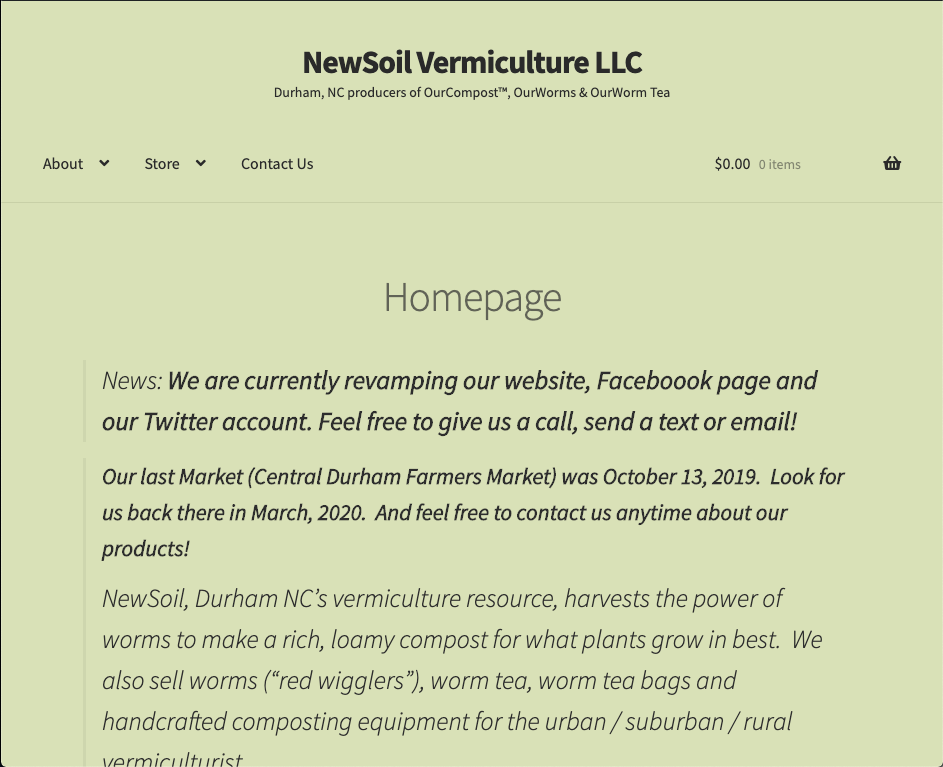 NewSoil Vermiculture LLC
Durham, NC producers of OurCompost™, OurWorms & OurWorm Tea
About Store Contact Us $0.00 0 items
Homepage
News: We are currently revamping our website, Faceboook page and
our Twitter account. Feel free to give us a call, send a text or email!
Our last Market (Central Durham Farmers Market) was October 13, 2019.  Look for
us back there in March, 2020.  And feel free to contact us anytime about our
products!
NewSoil, Durham NC’s vermiculture resource, harvests the power of
worms to make a rich, loamy compost for what plants grow in best.  We
also sell worms (“red wigglers”), worm tea, worm tea bags and
handcrafted composting equipment for the urban / suburban / rural
vermiculturist